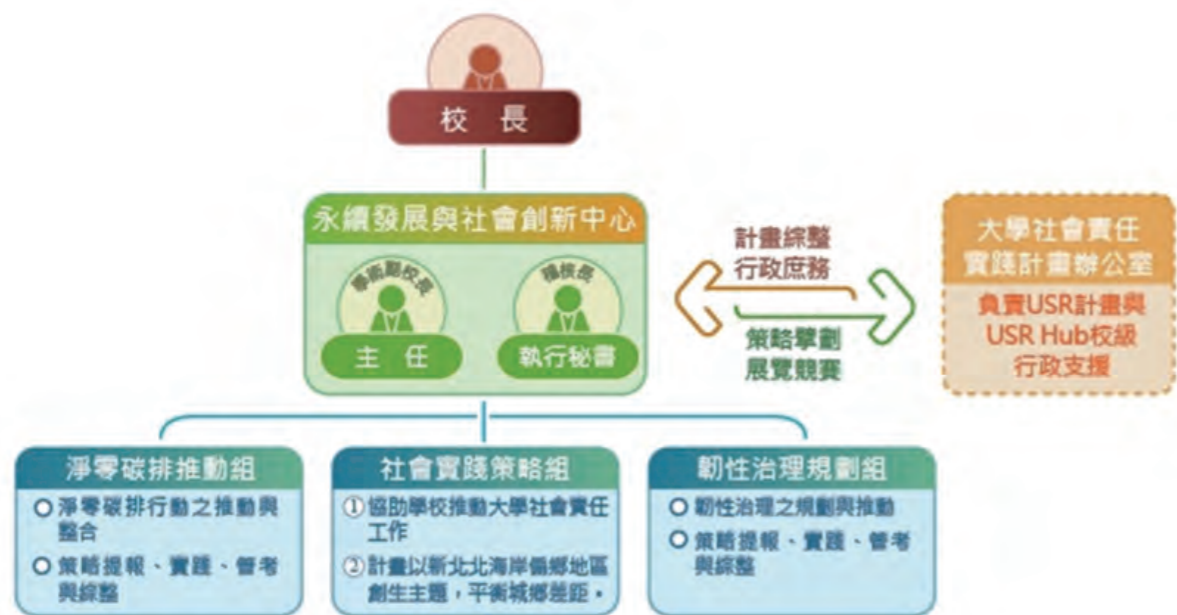 校 長
永續發展與社會創新中心
學術副校長
稽核長
主 任
執行秘書
計畫綜整
行政庶務
策略擘劃
展覽競賽
大學社會責任
實踐計畫辦公室
負責USR計畫與
USR Hub校級
行政支援
淨零碳排推動組
○ 淨零碳排行動之推動與
整合
○ 策略提報、實踐、管考
與綜整
社會實踐策略組
① 協助學校推動大學社會責任
工作
② 計畫以新北北海岸偏鄉地區
創生主題，平衡城鄉差距。
韌性治理規劃組
○ 韌性治理之規劃與推動
○ 策略提報、實踐、管考
與綜整